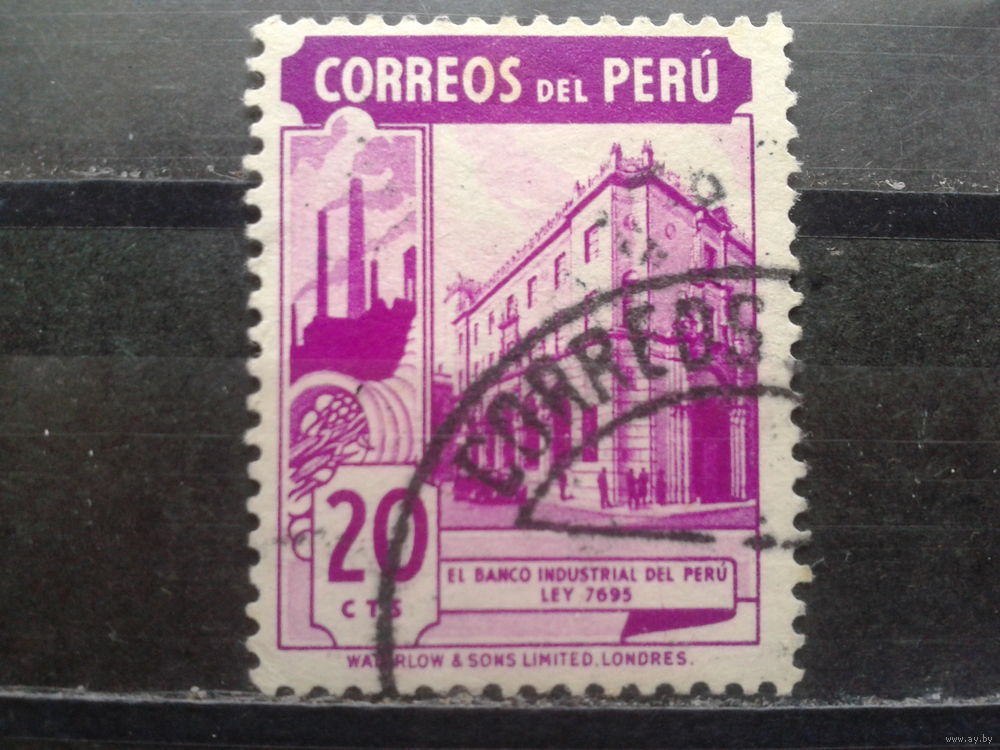 CORREOS DEL PERÚ
CORREOS
20
CTS
EL BANCO INDUSTRIAL DEL PERÚ
LEY 7695
WATERLOW & SONS LIMITED. LONDRES.
www.ay.by